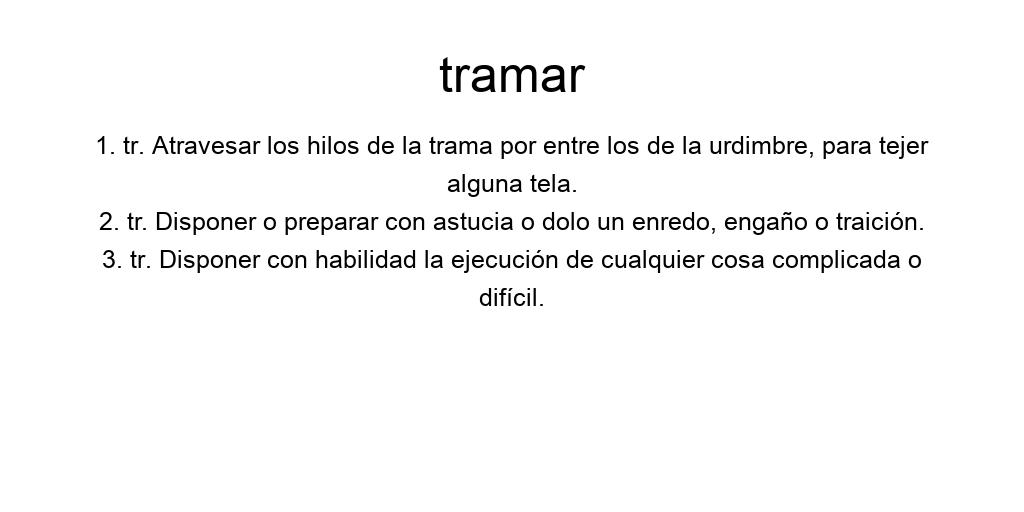 tramar
1. tr. Atravesar los hilos de la trama por entre los de la urdimbre, para tejer
alguna tela.
2. tr. Disponer o preparar con astucia o dolo un enredo, engaño o traición.
3. tr. Disponer con habilidad la ejecución de cualquier cosa complicada o
difícil.